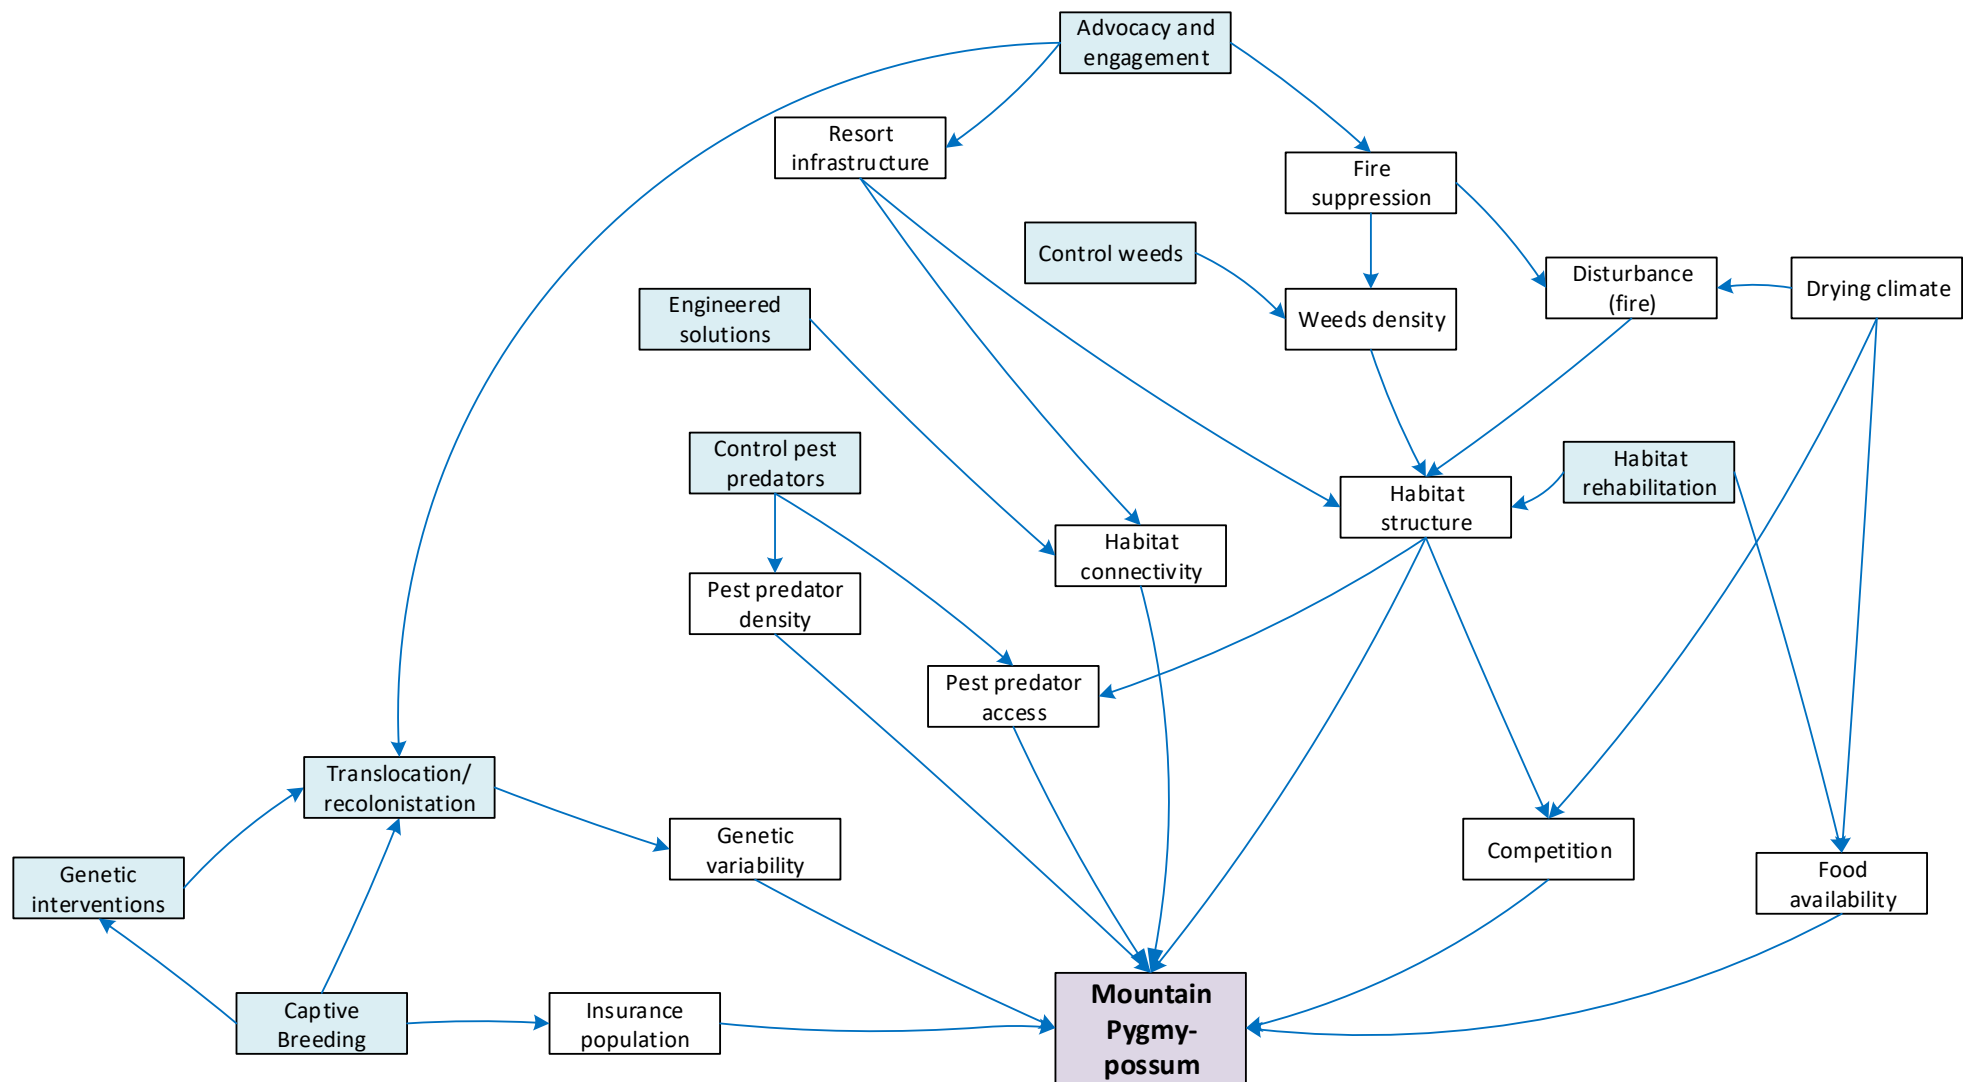 Advocacy and
engagement
Resort
infrastructure
Fire
suppression
Control weeds
Disturbance
(fire)
Drying climate
Engineered
solutions
Weeds density
Control pest
predators
Habitat
rehabilitation
Habitat
structure
Habitat
connectivity
Pest predator
density
Pest predator
access
Translocation/
recolonistation
Genetic
variability
Competition
Food
availability
Genetic
interventions
Captive
Breeding
Insurance
population
Mountain
Pygmy-
possum